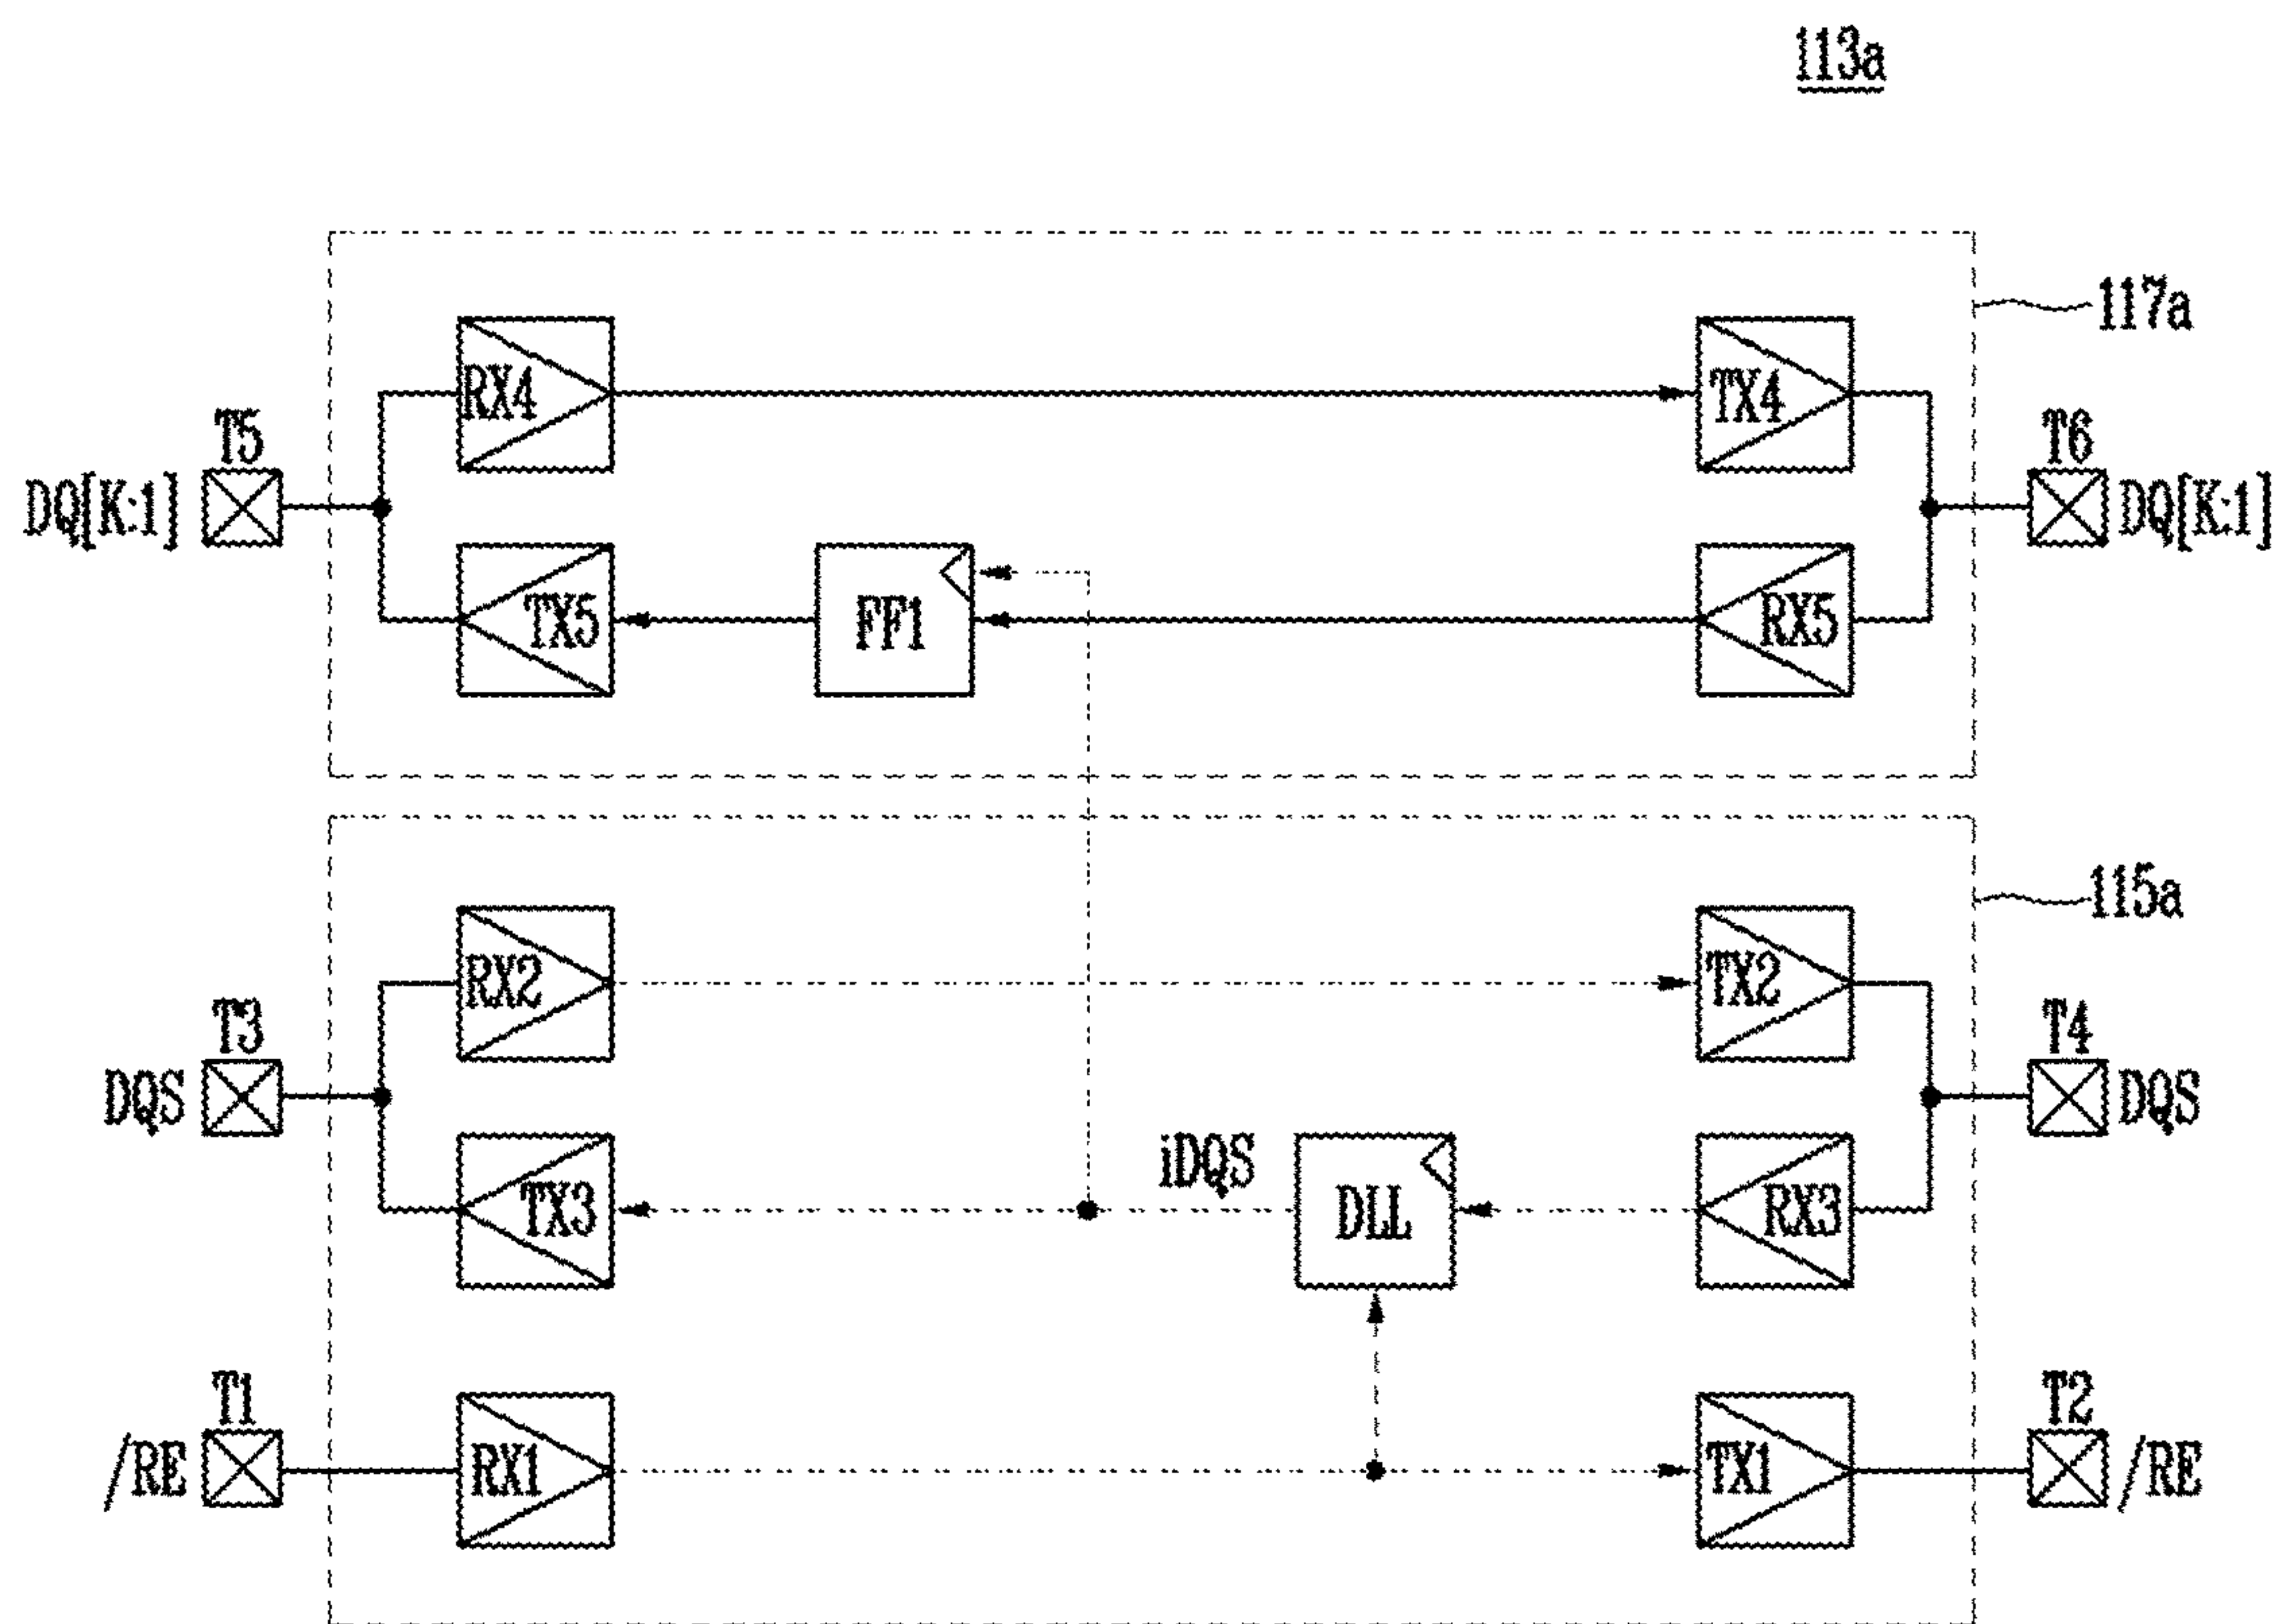 113a
117a
RX4
TX4
T5
T6
DQ[K:1]
DQ[K:1]
TX5
FF1
RX5
115a
RX2
TX2
T3
T4
DQS
DQS
iDQS
TX3
DLL
RX3
T1
T2
/RE
RX1
TX1
/RE